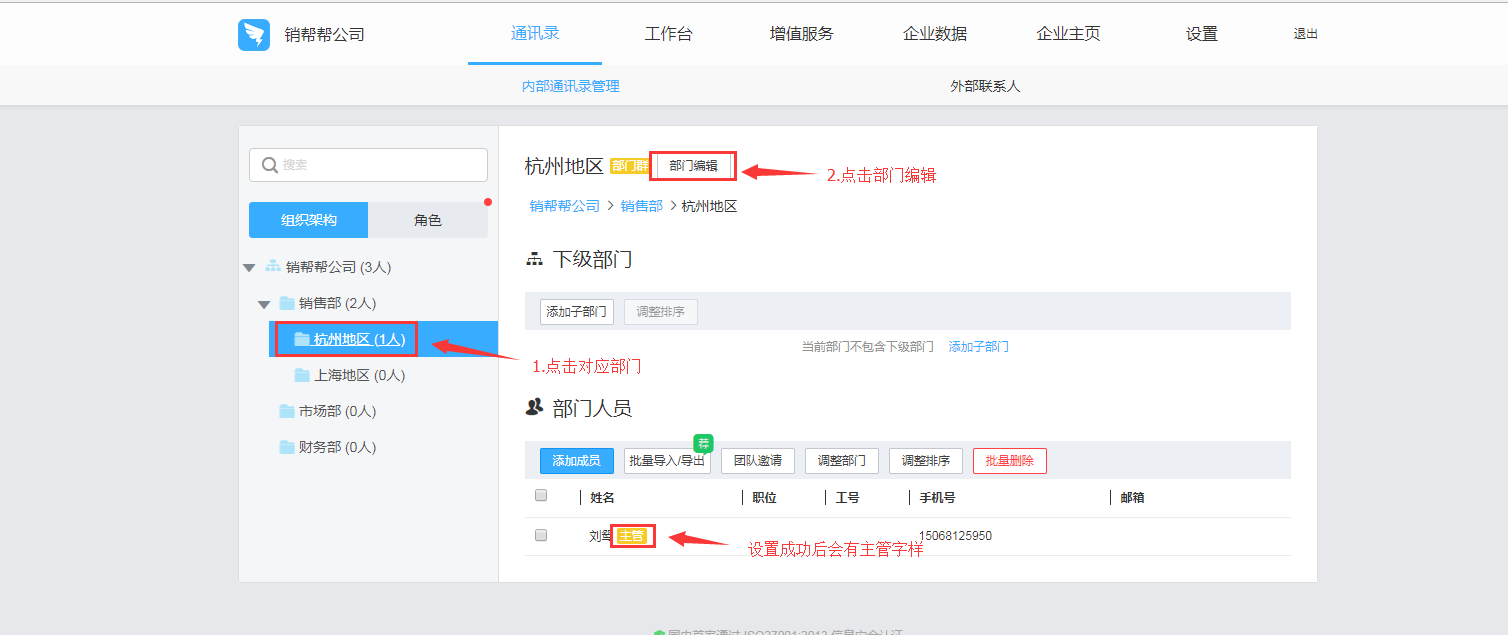 销帮帮公司
通讯录
工作台
增值服务
企业数据
企业主页
设置
退出
内部通讯录管理
外部联系人
搜索
组织架构
角色
销帮帮公司 (3人)
销售部 (2人)
杭州地区 (1人)
上海地区 (0人)
市场部 (0人)
财务部 (0人)
1.点击对应部门
杭州地区 部门群 部门编辑
2.点击部门编辑
销帮帮公司 > 销售部 > 杭州地区
下级部门
添加子部门 调整排序
当前部门不包含下级部门 添加子部门
部门人员
荐
添加成员 批量导入/导出 团队邀请 调整部门 调整排序 批量删除
姓名 职位 工号 手机号 邮箱
刘 主管 15068125950
设置成功后会有主管字样